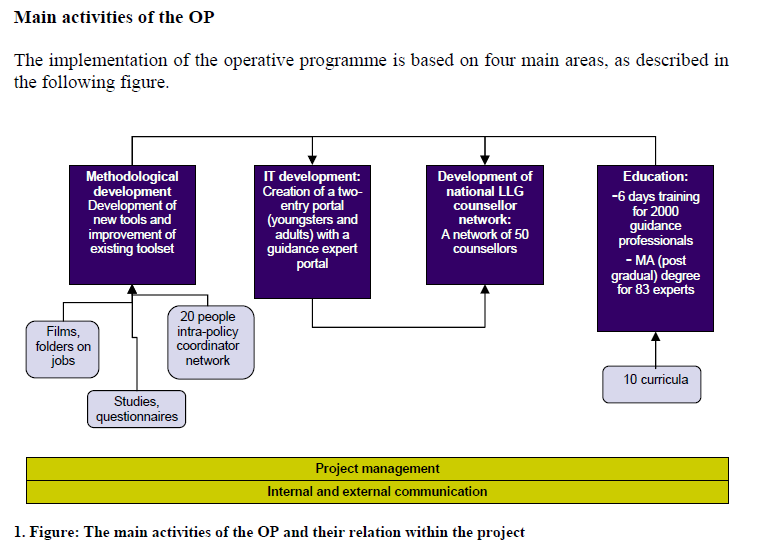 Main activities of the OP
The implementation of the operative programme is based on four main areas, as described in
the following figure.
Methodological
development
Development of
new tools and
improvement of
existing toolset
IT development:
Creation of a two-
entry portal
(youngsters and
adults) with a
guidance expert
portal
Development of
national LLG
counsellor
network:
A network of 50
counsellors
Education:
-6 days training
for 2000
guidance
professionals
- MA (post
gradual) degree
for 83 experts
Films,
folders on
jobs
20 people
intra-policy
coordinator
network
Studies,
questionnaires
10 curricula
Project management
Internal and external communication
1. Figure: The main activities of the OP and their relation within the project